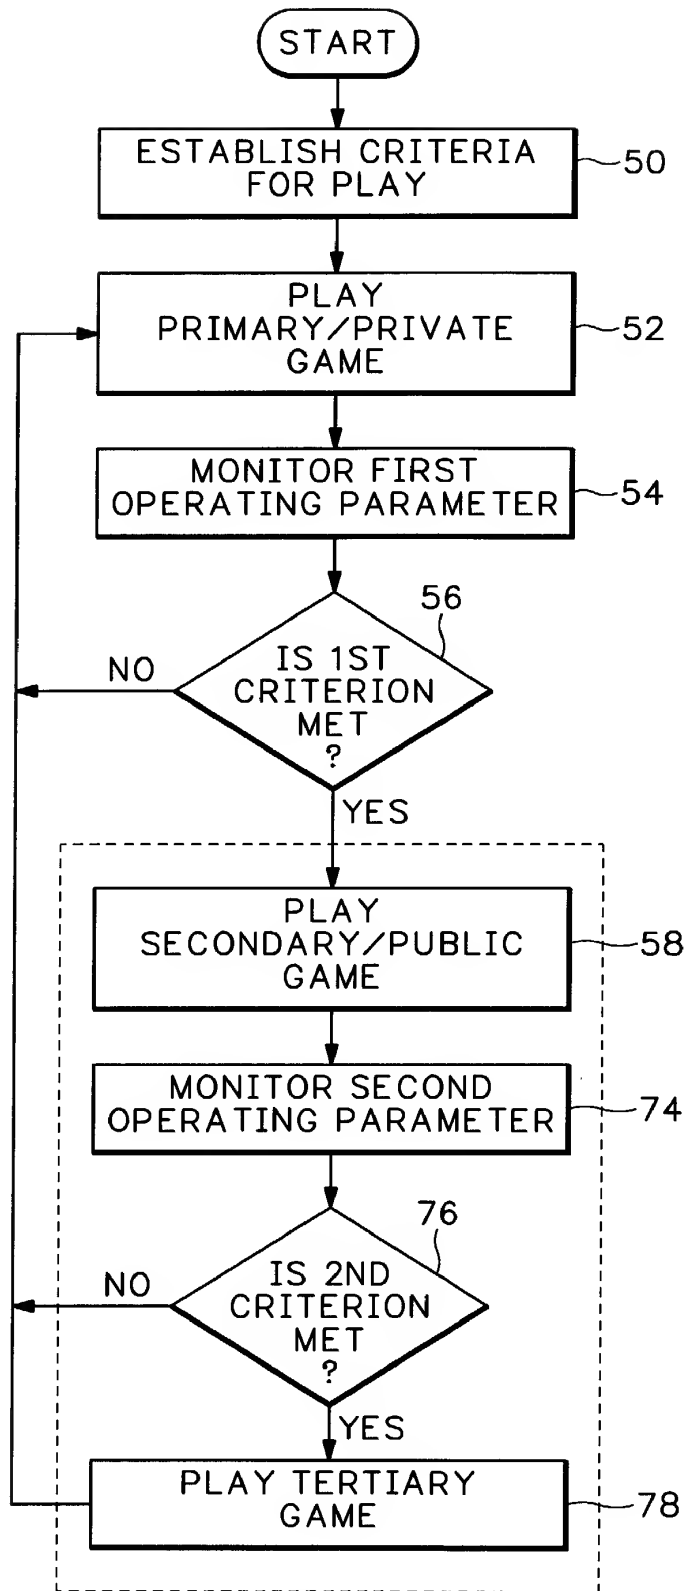 START
ESTABLISH CRITERIA
FOR PLAY
50
PLAY
PRIMARY/PRIVATE
GAME
52
MONITOR FIRST
OPERATING PARAMETER
54
56
IS 1ST
CRITERION
MET
?
NO
YES
PLAY
SECONDARY/PUBLIC
GAME
58
MONITOR SECOND
OPERATING PARAMETER
74
76
IS 2ND
CRITERION
MET
?
NO
YES
PLAY TERTIARY
GAME
78